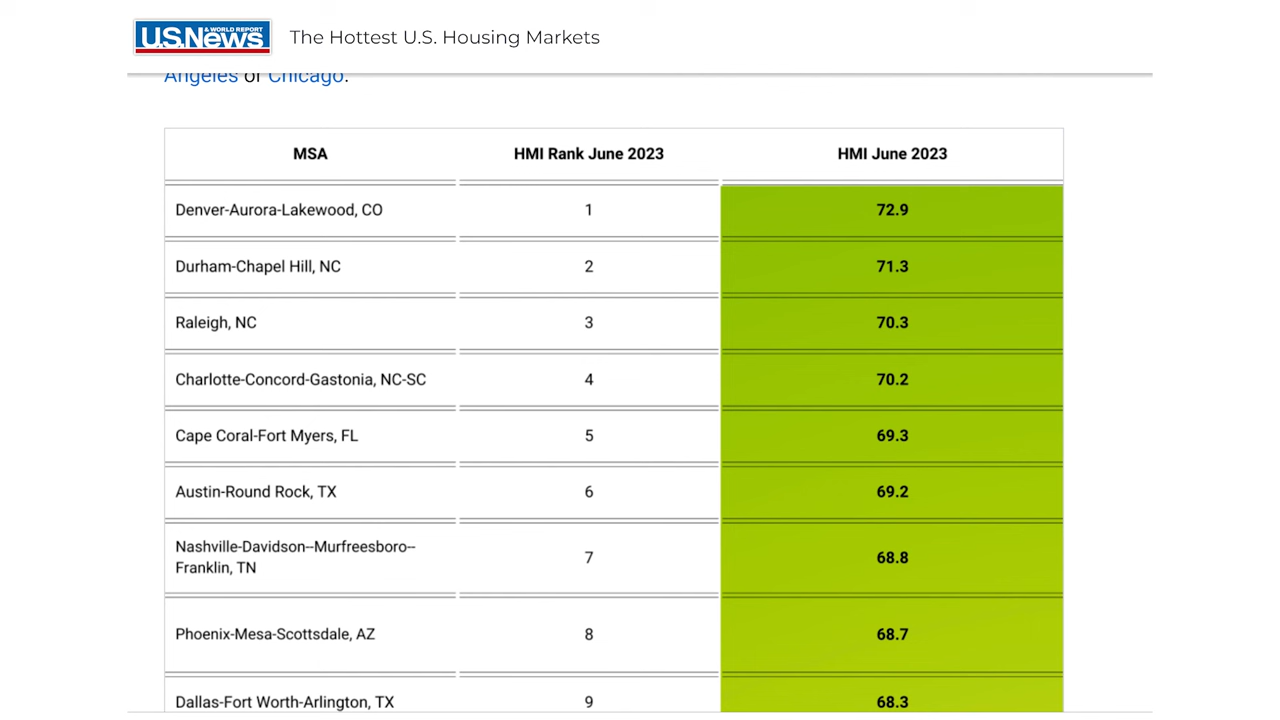 U.S.News & WORLD REPORT The Hottest U.S. Housing Markets
Angeles or Chicago.
MSA HMI Rank June 2023 HMI June 2023
Denver-Aurora-Lakewood, CO 1 72.9
Durham-Chapel Hill, NC 2 71.3
Raleigh, NC 3 70.3
Charlotte-Concord-Gastonia, NC-SC 4 70.2
Cape Coral-Fort Myers, FL 5 69.3
Austin-Round Rock, TX 6 69.2
Nashville-Davidson--Murfreesboro--
Franklin, TN 7 68.8
Phoenix-Mesa-Scottsdale, AZ 8 68.7
Dallas-Fort Worth-Arlington, TX 9 68.3